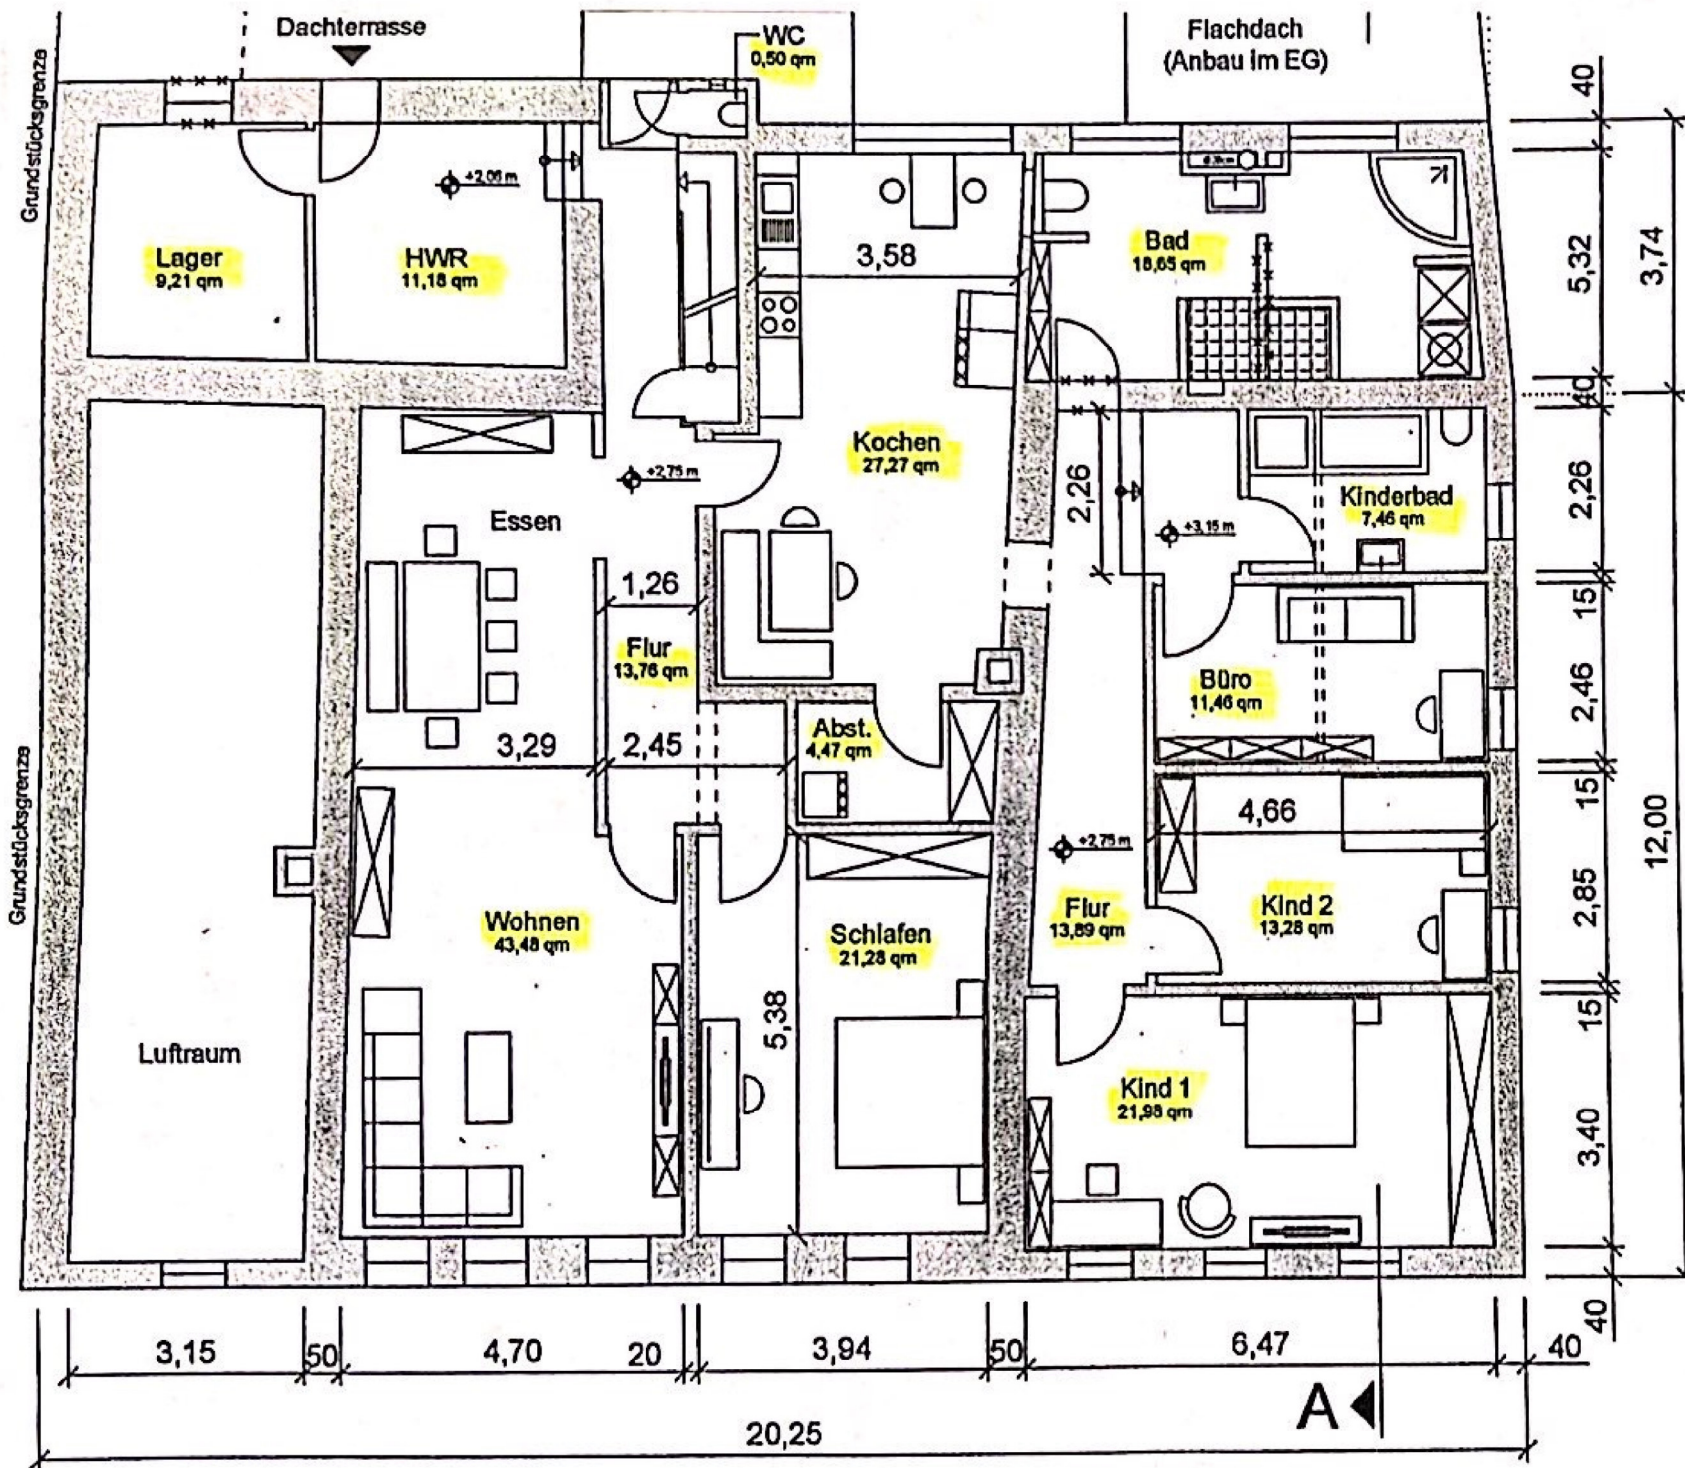 Dachterrasse
WC
0,50 qm
Flachdach
(Anbau im EG)
Grundstücksgrenze
40
+2,06 m
Lager
9,21 qm
HWR
11,18 qm
3,58
Bad
18,65 qm
5,32
3,74
40
Kochen
27,27 qm
+2,75 m
Essen
2,26
Kinderbad
7,46 qm
+3,15 m
2,26
1,26
15
Flur
13,76 qm
Büro
11,46 qm
2,46
Abst.
4,47 qm
3,29
2,45
Grundstücksgrenze
15
4,66
12,00
+2,75 m
Wohnen
43,48 qm
Schlafen
21,28 qm
Flur
13,89 qm
Kind 2
13,28 qm
2,85
5,38
15
Luftraum
Kind 1
21,98 qm
3,40
40
3,15
50
4,70
20
3,94
50
6,47
40
A
20,25